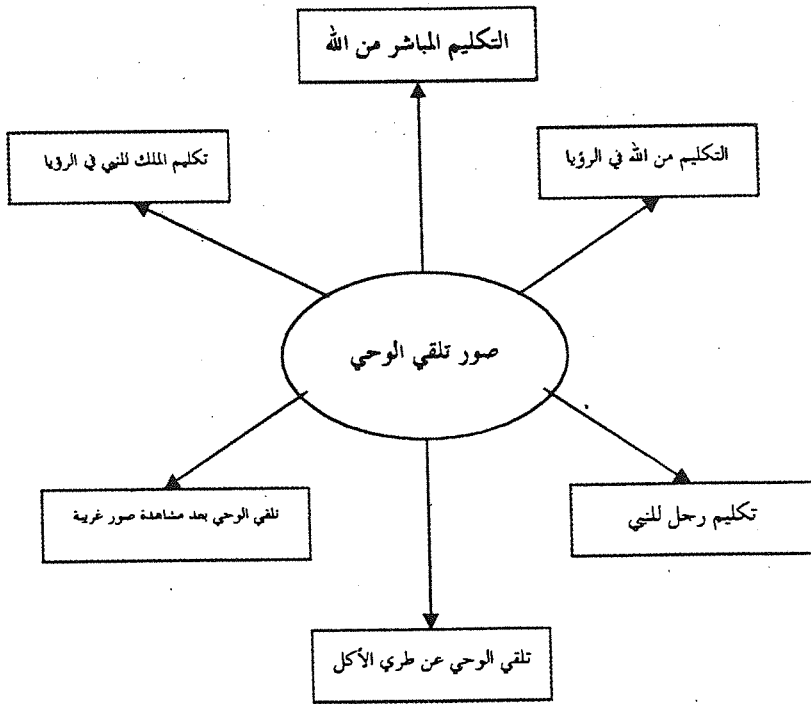 التكليم المباشر من الله
التكليم من الله في الرؤيا
تكليم الملك للنبي في الرؤيا
صور تلقي الوحي
تكليم رجل للنبي
تلقي الوحي بعد مشاهدة صور غريبة
تلقي الوحي عن طري الأكل